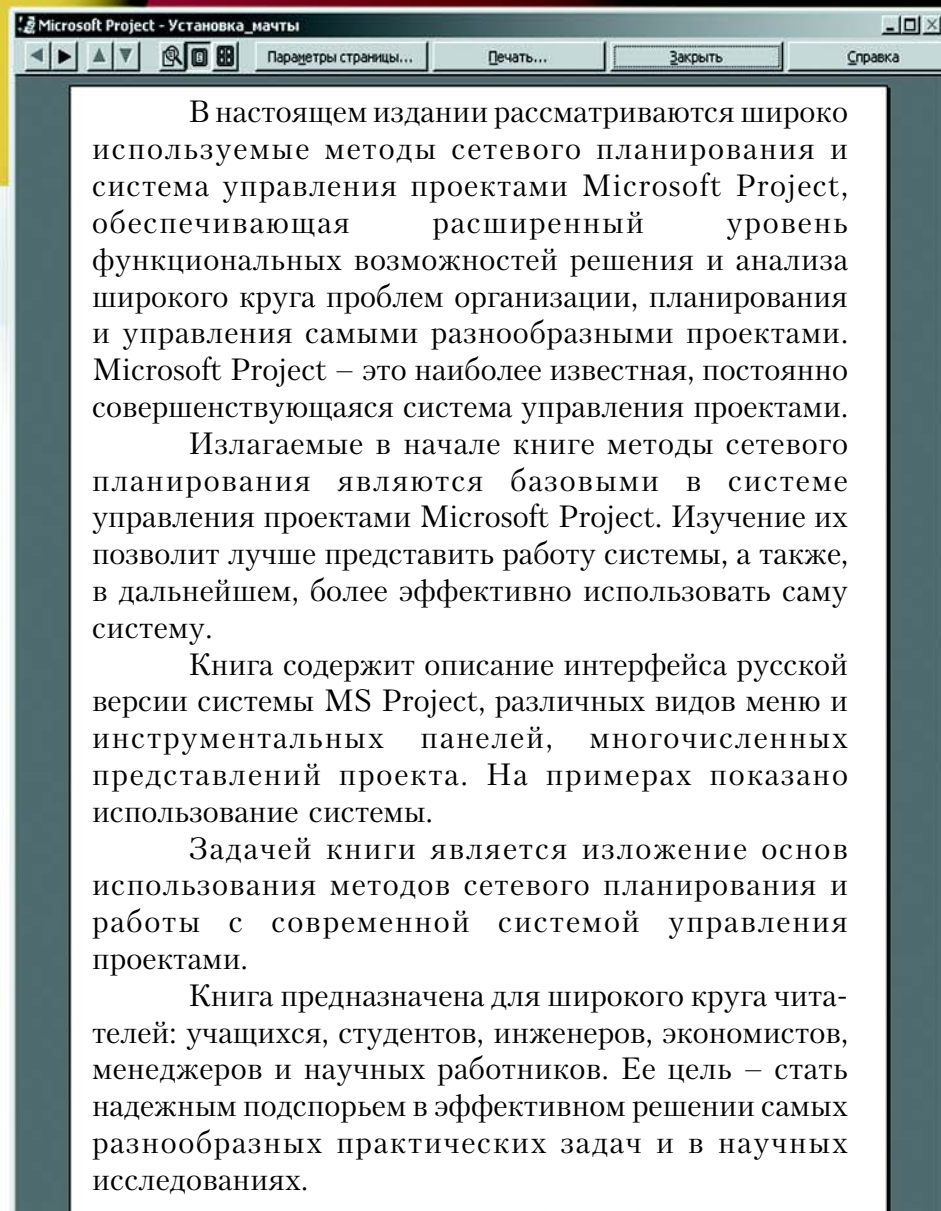 Microsoft Project - Установка_мачты
Параметры страницы... Печать... Закрыть Справка
В настоящем издании рассматриваются широко
используемые методы сетевого планирования и
система управления проектами Microsoft Project,
обеспечивающая расширенный уровень
функциональных возможностей решения и анализа
широкого круга проблем организации, планирования
и управления самыми разнообразными проектами.
Microsoft Project – это наиболее известная, постоянно
совершенствующаяся система управления проектами.
Излагаемые в начале книге методы сетевого
планирования являются базовыми в системе
управления проектами Microsoft Project. Изучение их
позволит лучше представить работу системы, а также,
в дальнейшем, более эффективно использовать саму
систему.
Книга содержит описание интерфейса русской
версии системы MS Project, различных видов меню и
инструментальных панелей, многочисленных
представлений проекта. На примерах показано
использование системы.
Задачей книги является изложение основ
использования методов сетевого планирования и
работы с современной системой управления
проектами.
Книга предназначена для широкого круга чита-
телей: учащихся, студентов, инженеров, экономистов,
менеджеров и научных работников. Ее цель – стать
надежным подспорьем в эффективном решении самых
разнообразных практических задач и в научных
исследованиях.